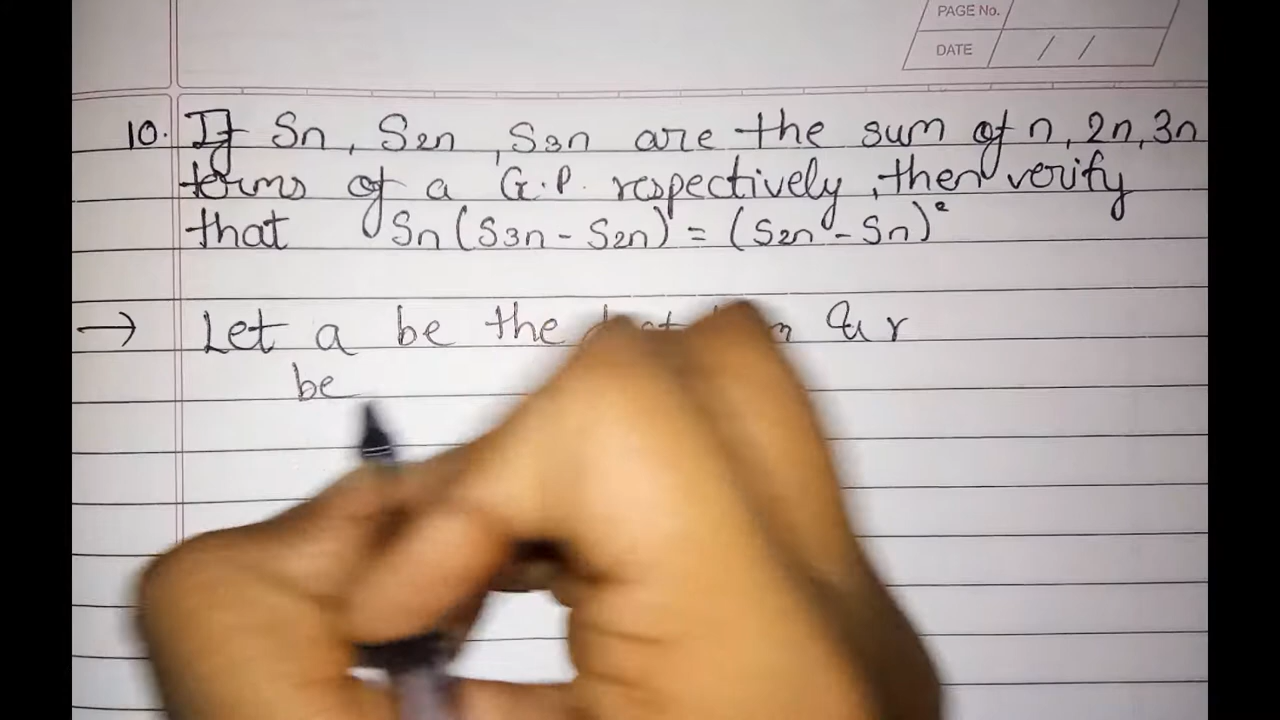 PAGE No.
DATE / /
10. If Sn, S2n, S3n are the sum of n, 2n, 3n
terms of a G.P. respectively, then verify
that Sn(S3n - S2n) = (S2n - Sn)²
→ Let a be the r
be